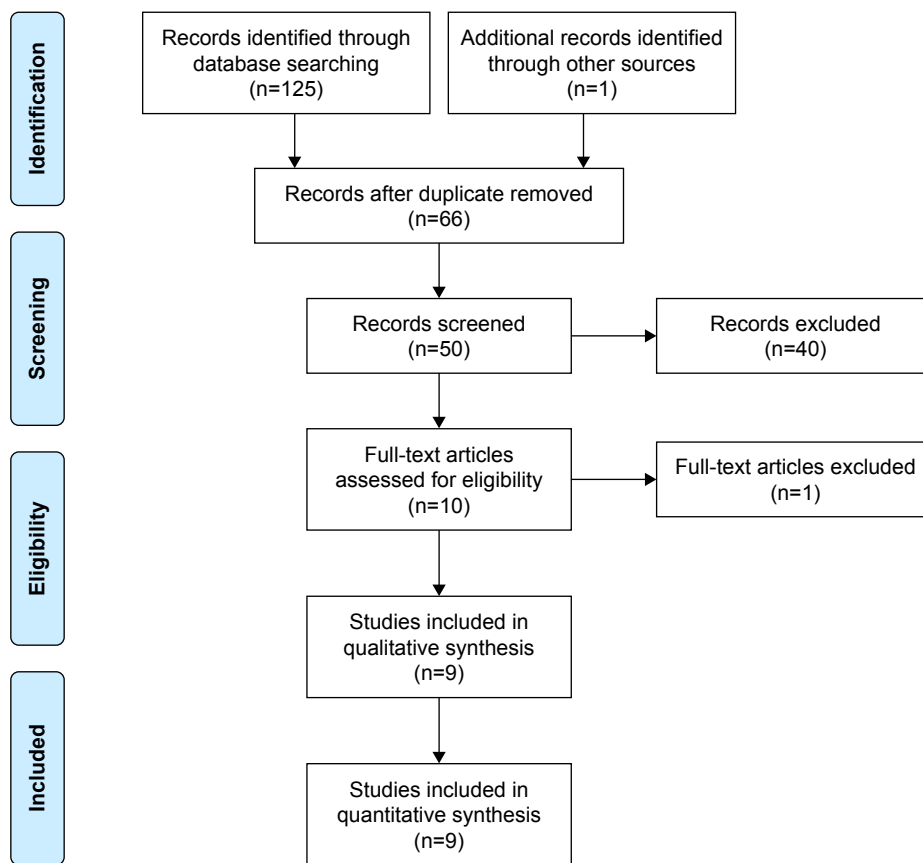 Identification
Records identified through
database searching
(n=125)
Additional records identified
through other sources
(n=1)
Records after duplicate removed
(n=66)
Screening
Records screened
(n=50)
Records excluded
(n=40)
Eligibility
Full-text articles
assessed for eligibility
(n=10)
Full-text articles excluded
(n=1)
Studies included in
qualitative synthesis
(n=9)
Included
Studies included in
quantitative synthesis
(n=9)